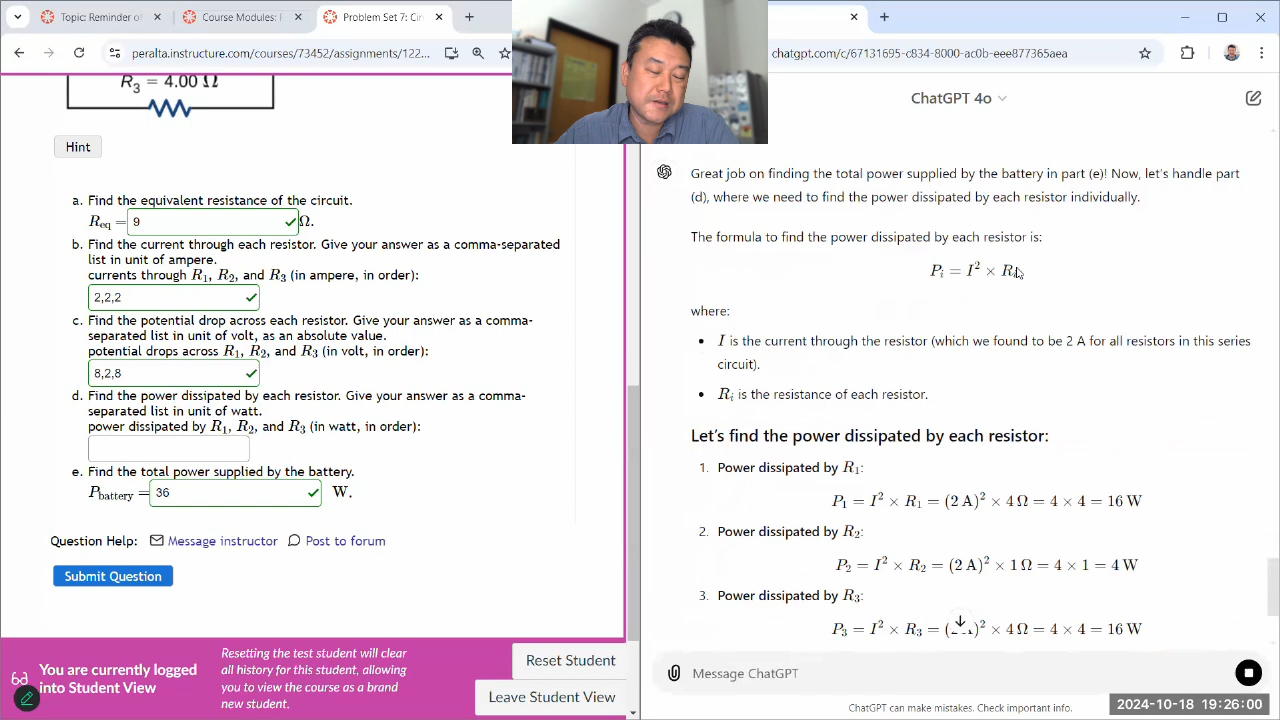 Reminder of l
Course Modules:
Problem Set 7: Cir
peralta.instructure.com/courses/73452/assignments/122...
chatgpt.com/c/67131695-c834-8000-ac0b-eee877365aea
R3 = 4.00 Ω
Hint
a. Find the equivalent resistance of the circuit.
Req = 9 Ω.
b. Find the current through each resistor. Give your answer as a comma-separated
list in unit of ampere.
currents through R1, R2, and R3 (in ampere, in order):
2,2,2
c. Find the potential drop across each resistor. Give your answer as a comma-
separated list in unit of volt, as an absolute value.
potential drops across R1, R2, and R3 (in volt, in order):
8,2,8
d. Find the power dissipated by each resistor. Give your answer as a comma-
separated list in unit of watt.
power dissipated by R1, R2, and R3 (in watt, in order):
e. Find the total power supplied by the battery.
Pbattery = 36 W.
Question Help: Message instructor Post to forum
Submit Question
You are currently logged
into Student View
Resetting the test student will clear
all history for this student, allowing
you to view the course as a brand
new student.
Reset Student
Leave Student View
ChatGPT 4o
Great job on finding the total power supplied by the battery in part (e)! Now, let's handle part
(d), where we need to find the power dissipated by each resistor individually.
The formula to find the power dissipated by each resistor is:
Pi = I² × Ri
where:
• I is the current through the resistor (which we found to be 2 A for all resistors in this series
circuit).
• Ri is the resistance of each resistor.
Let's find the power dissipated by each resistor:
1. Power dissipated by R1:
P1 = I² × R1 = (2 A)² × 4 Ω = 4 × 4 = 16 W
2. Power dissipated by R2:
P2 = I² × R2 = (2 A)² × 1 Ω = 4 × 1 = 4 W
3. Power dissipated by R3:
P3 = I² × R3 = (2 A)² × 4 Ω = 4 × 4 = 16 W
Message ChatGPT
ChatGPT can make mistakes. Check important info.
2024-10-18 19:26:00